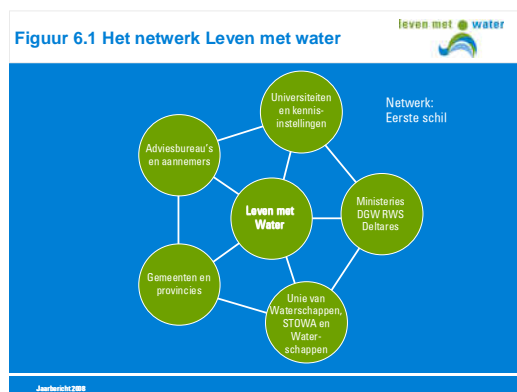 Figuur 6.1 Het netwerk Leven met water
leven met water
Netwerk:
Eerste schil
Universiteiten
en kennis-
instellingen
Adviesbureau's
en aannemers
Leven met
Water
Ministeries
DGW RWS
Deltares
Gemeenten en
provincies
Unie van
Waterschappen,
STOWA en
Water-
schappen
Jaarbericht 2008